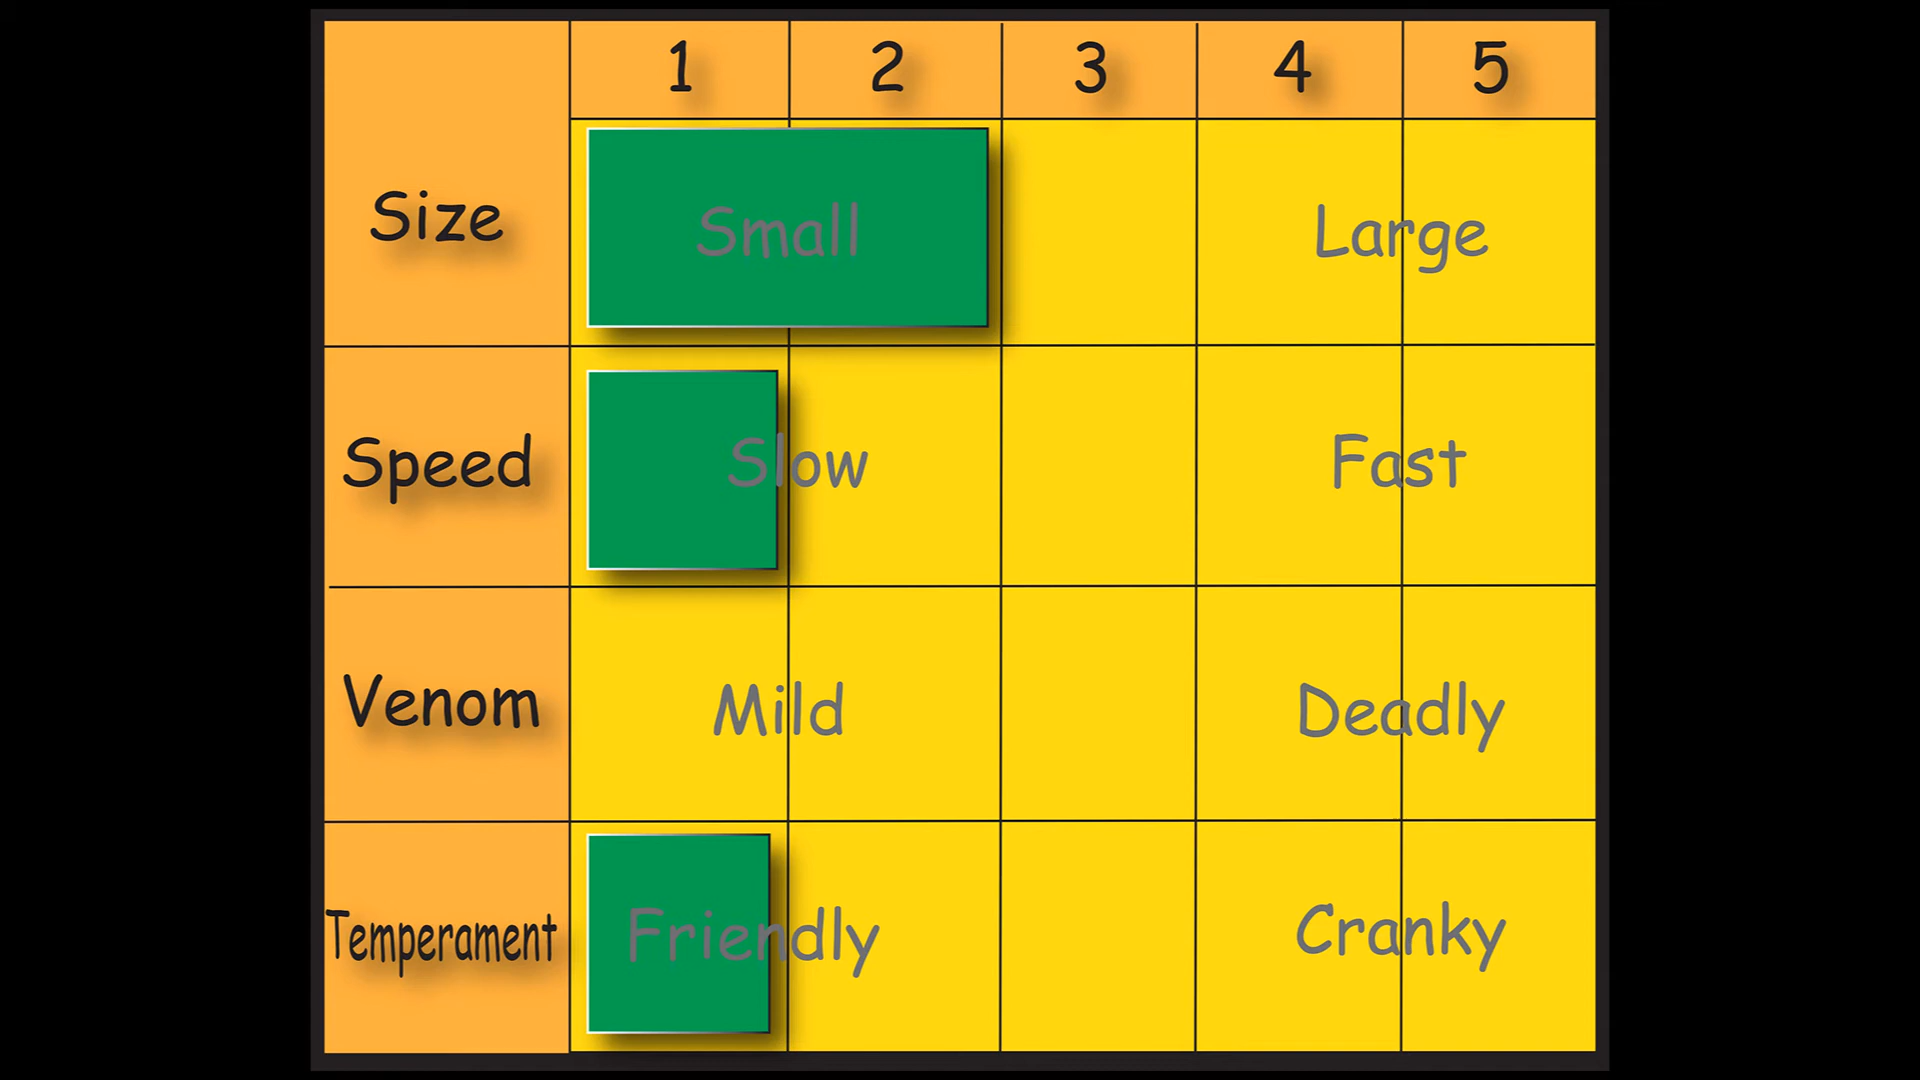 1 2 3 4 5
Size Small Large
Speed Slow Fast
Venom Mild Deadly
Temperament Friendly Cranky